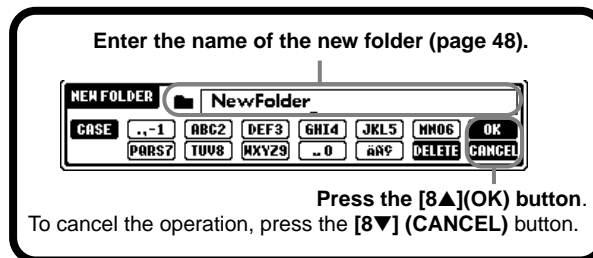 Enter the name of the new folder (page 48).
NEW FOLDER NewFolder_
CASE .,-1 ABC2 DEF3 GHI4 JKL5 MNO6 OK
PQRS7 TUV8 WXYZ9 ␣0 äÄç DELETE CANCEL
Press the [8▲](OK) button.
To cancel the operation, press the [8▼] (CANCEL) button.